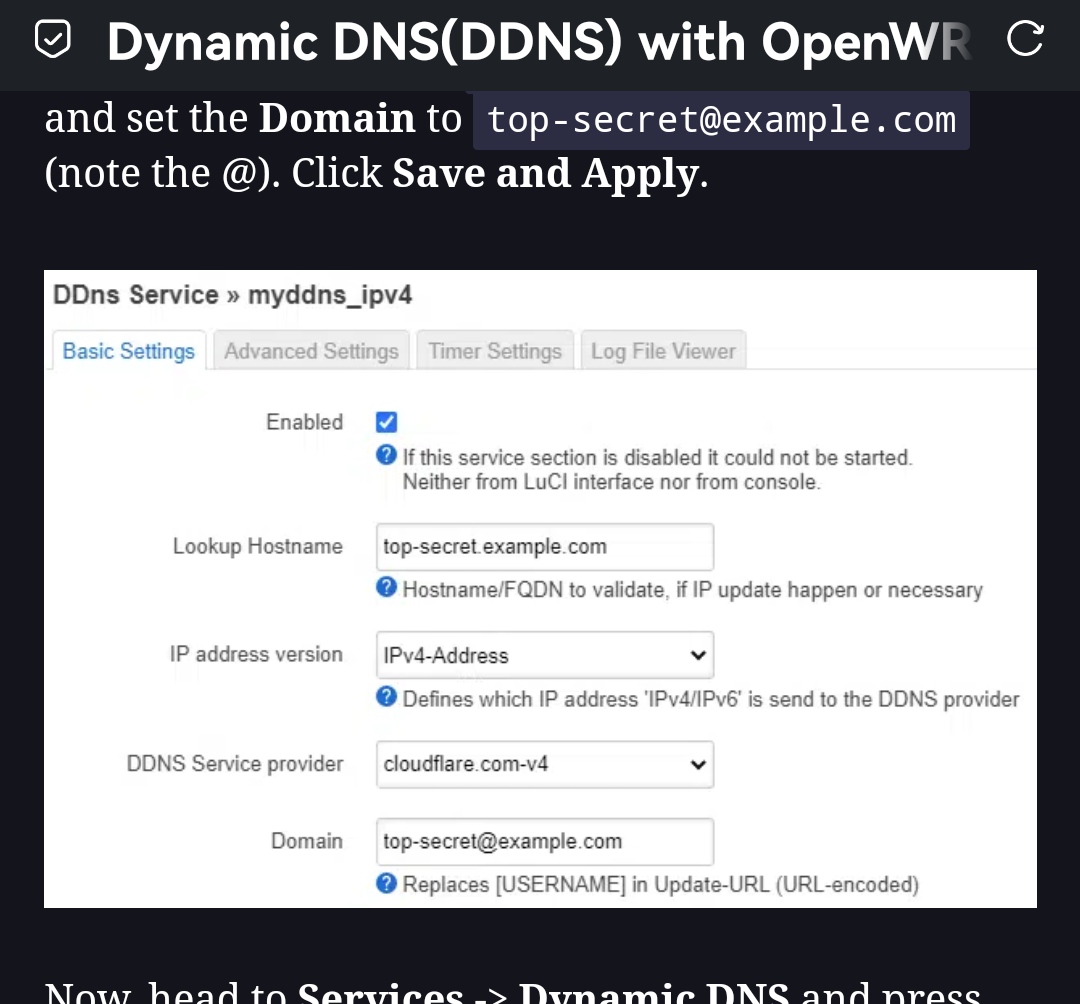 Dynamic DNS(DDNS) with OpenWR
and set the Domain to top-secret@example.com
(note the @). Click Save and Apply.
DDns Service » myddns_ipv4
Basic Settings Advanced Settings Timer Settings Log File Viewer
Enabled
If this service section is disabled it could not be started.
Neither from LuCI interface nor from console.
Lookup Hostname top-secret.example.com
Hostname/FQDN to validate, if IP update happen or necessary
IP address version IPv4-Address
Defines which IP address 'IPv4/IPv6' is send to the DDNS provider
DDNS Service provider cloudflare.com-v4
Domain top-secret@example.com
Replaces [USERNAME] in Update-URL (URL-encoded)
Now, head to Services -> Dynamic DNS and press